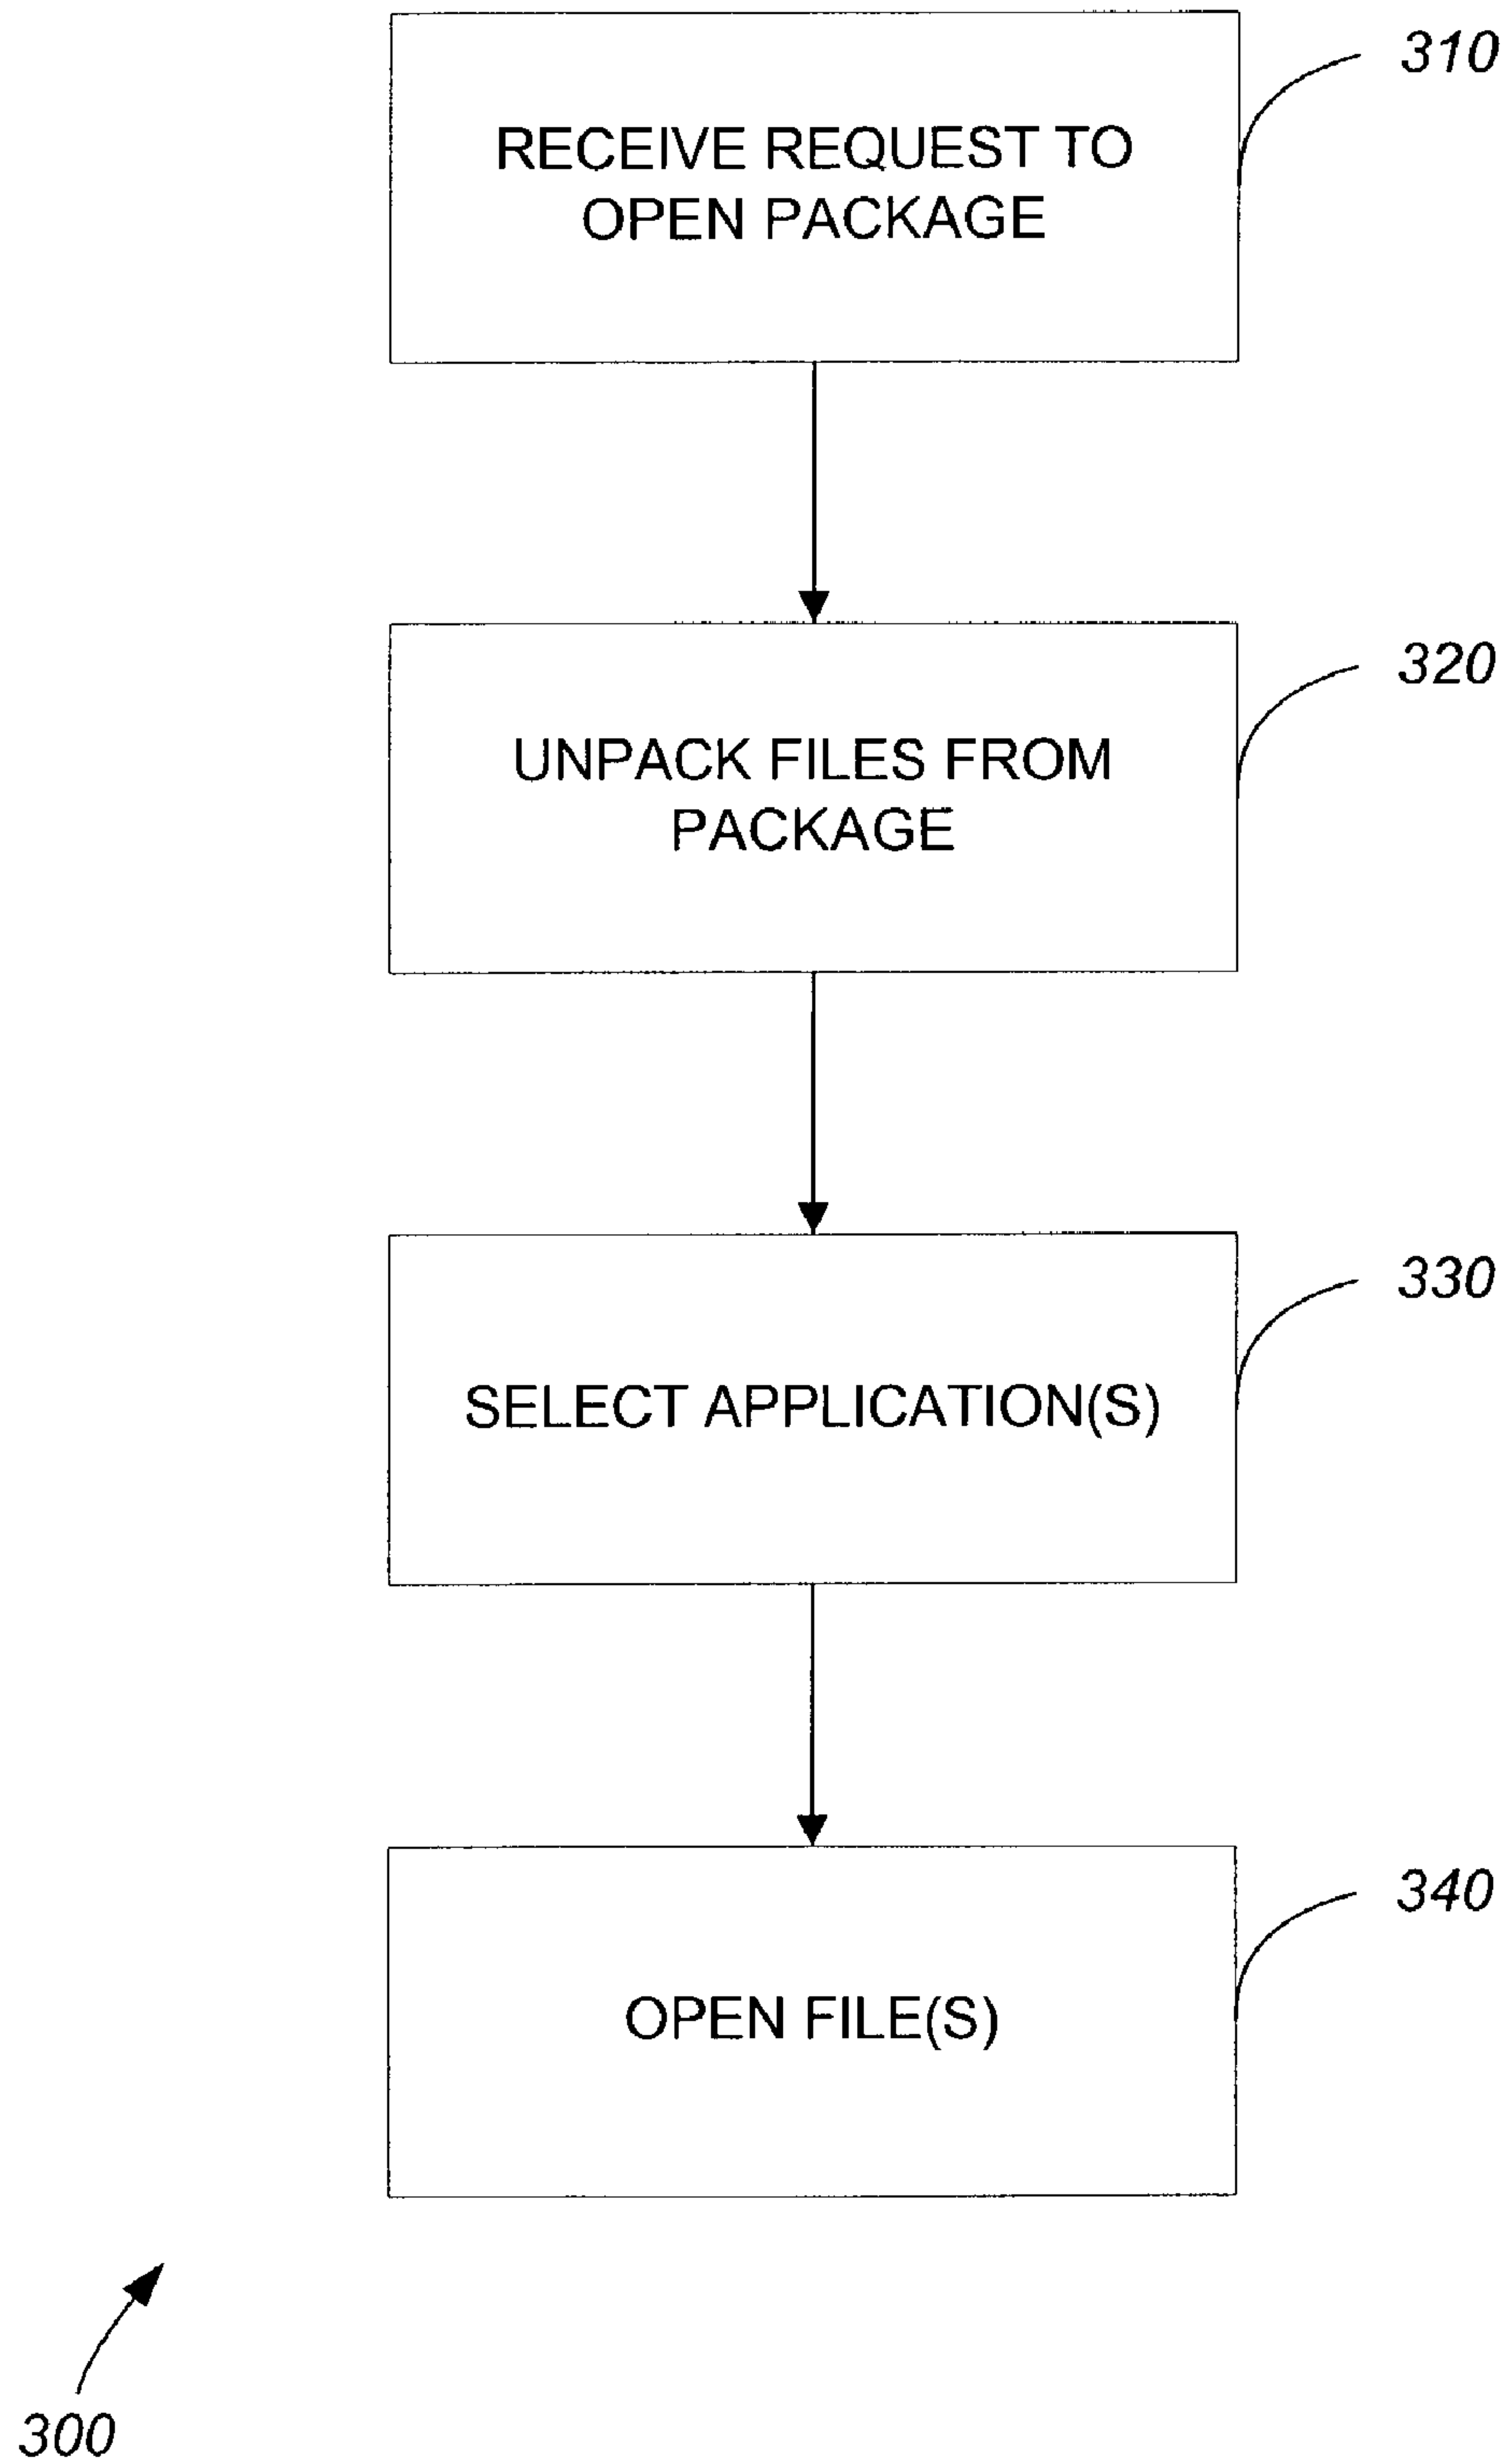 310
RECEIVE REQUEST TO
OPEN PACKAGE
320
UNPACK FILES FROM
PACKAGE
330
SELECT APPLICATION(S)
340
OPEN FILE(S)
300